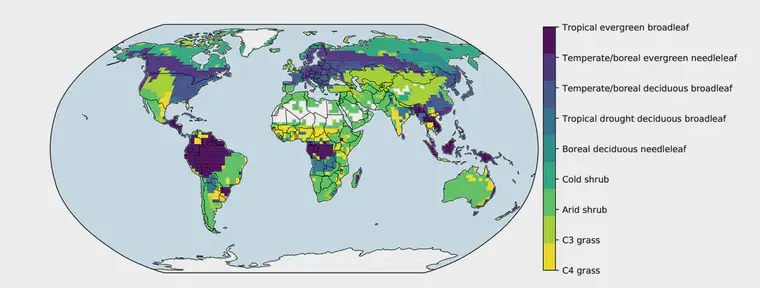 Tropical evergreen broadleaf
Temperate/boreal evergreen needleleaf
Temperate/boreal deciduous broadleaf
Tropical drought deciduous broadleaf
Boreal deciduous needleleaf
Cold shrub
Arid shrub
C3 grass
C4 grass